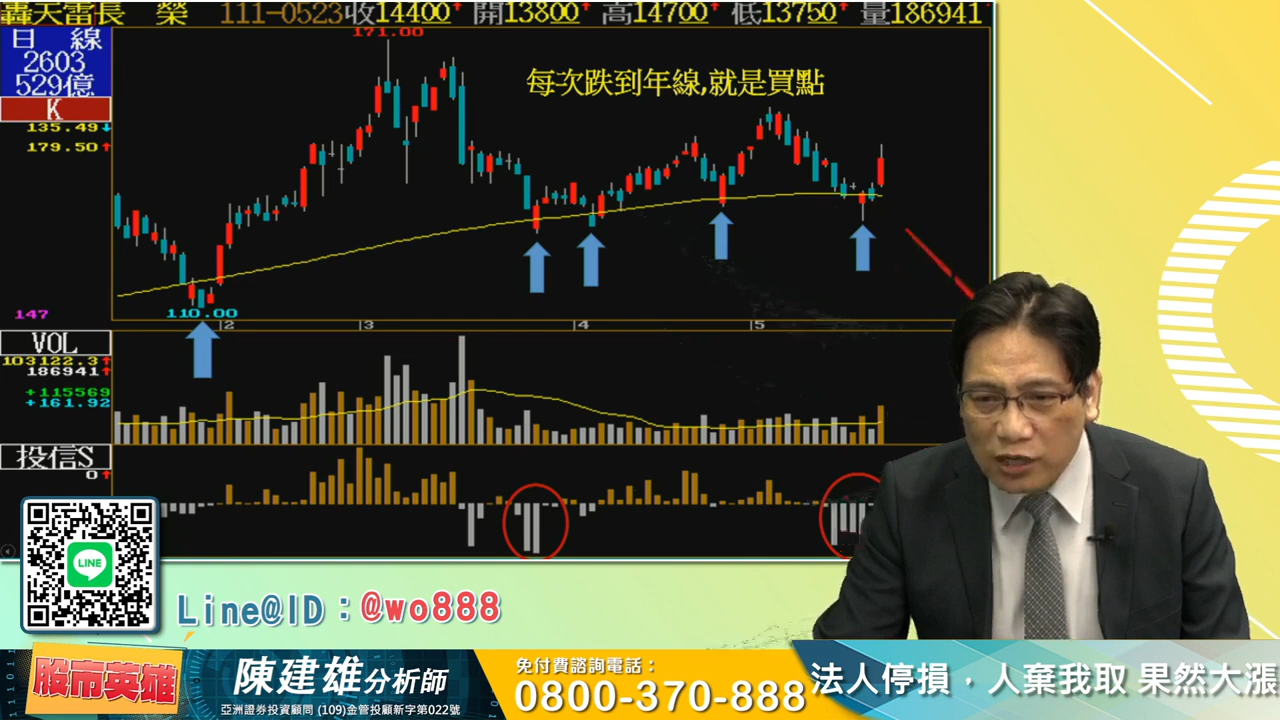 轟天雷長 榮 111-0523收14400↑ 開13800↑ 高14700↑ 低13750↑ 量186941↑
日 線
2603
529億
K
135.49↓
179.50↑
171.00
每次跌到年線,就是買點
147
110.00
2 3 4 5
VOL
103122.3↑
186941↑
+115569
+161.92
投信S
0↑
LINE
Line@ID：@wo888
股市英雄
陳建雄分析師
亞洲證券投資顧問 (109)金管投顧新字第022號
免付費諮詢電話：
0800-370-888
法人停損，人棄我取 果然大漲